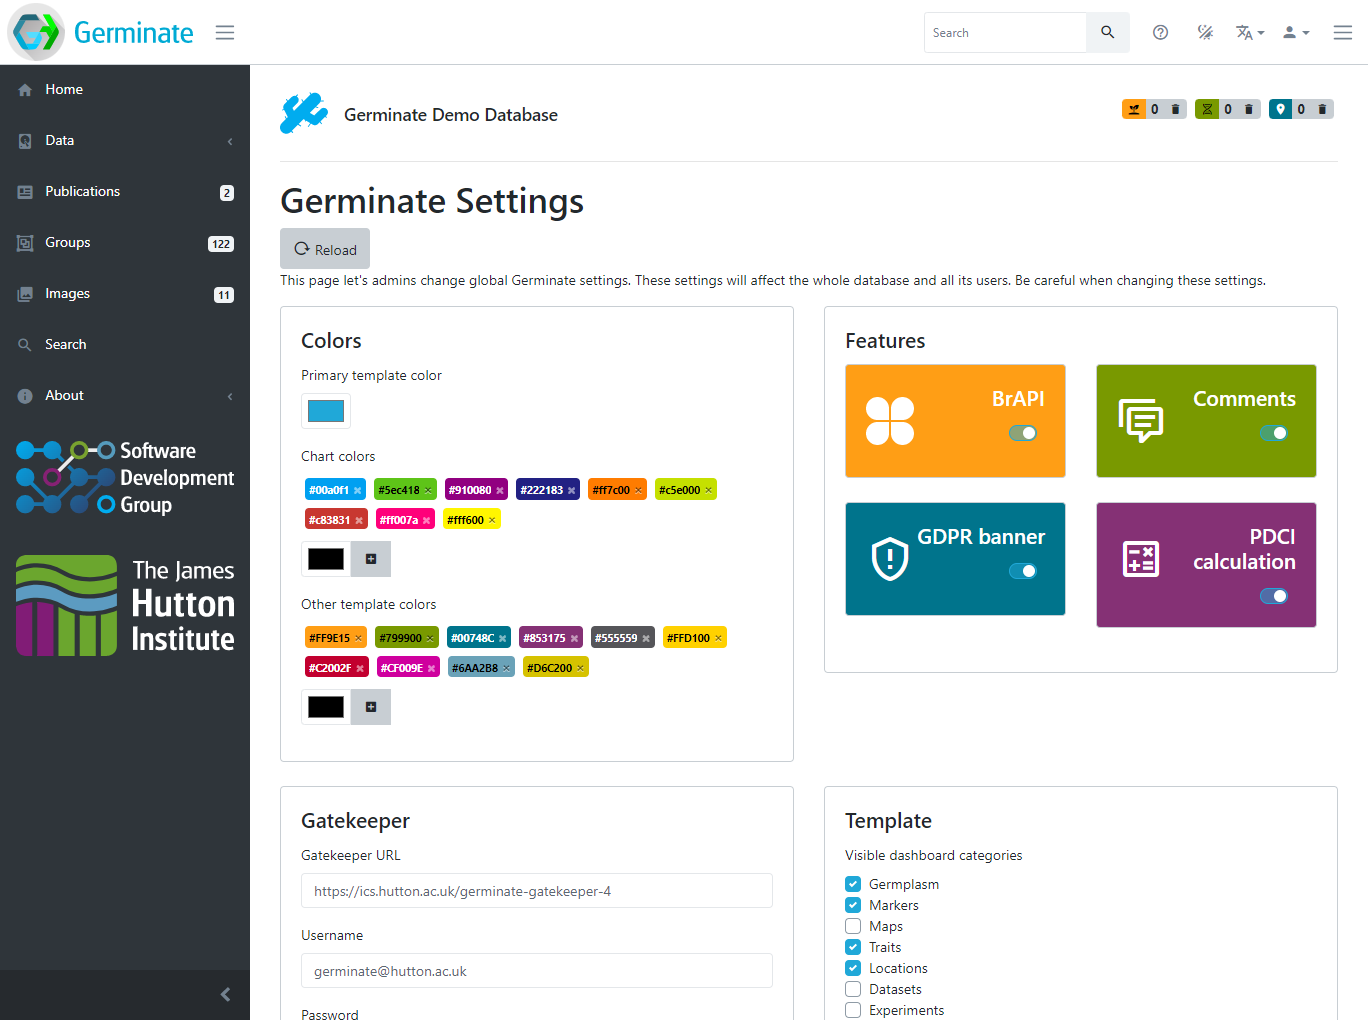 Germinate
Search
Home
Data
Publications
2
Groups
122
Images
11
Search
About
Software
Development
Group
The James
Hutton
Institute
Germinate Demo Database
0
0
0
Germinate Settings
Reload
This page let's admins change global Germinate settings. These settings will affect the whole database and all its users. Be careful when changing these settings.
Colors
Primary template color
Chart colors
#00a0f1 × #5ec418 × #910080 × #222183 × #ff7c00 × #c5e000 ×
#c83831 × #ff007a × #fff600 ×
Other template colors
#FF9E15 × #799900 × #00748C × #853175 × #555559 × #FFD100 ×
#C2002F × #CF009E × #6AA2B8 × #D6C200 ×
Features
BrAPI
Comments
GDPR banner
PDCI
calculation
Gatekeeper
Gatekeeper URL
https://ics.hutton.ac.uk/germinate-gatekeeper-4
Username
germinate@hutton.ac.uk
Password
Template
Visible dashboard categories
Germplasm
Markers
Maps
Traits
Locations
Datasets
Experiments